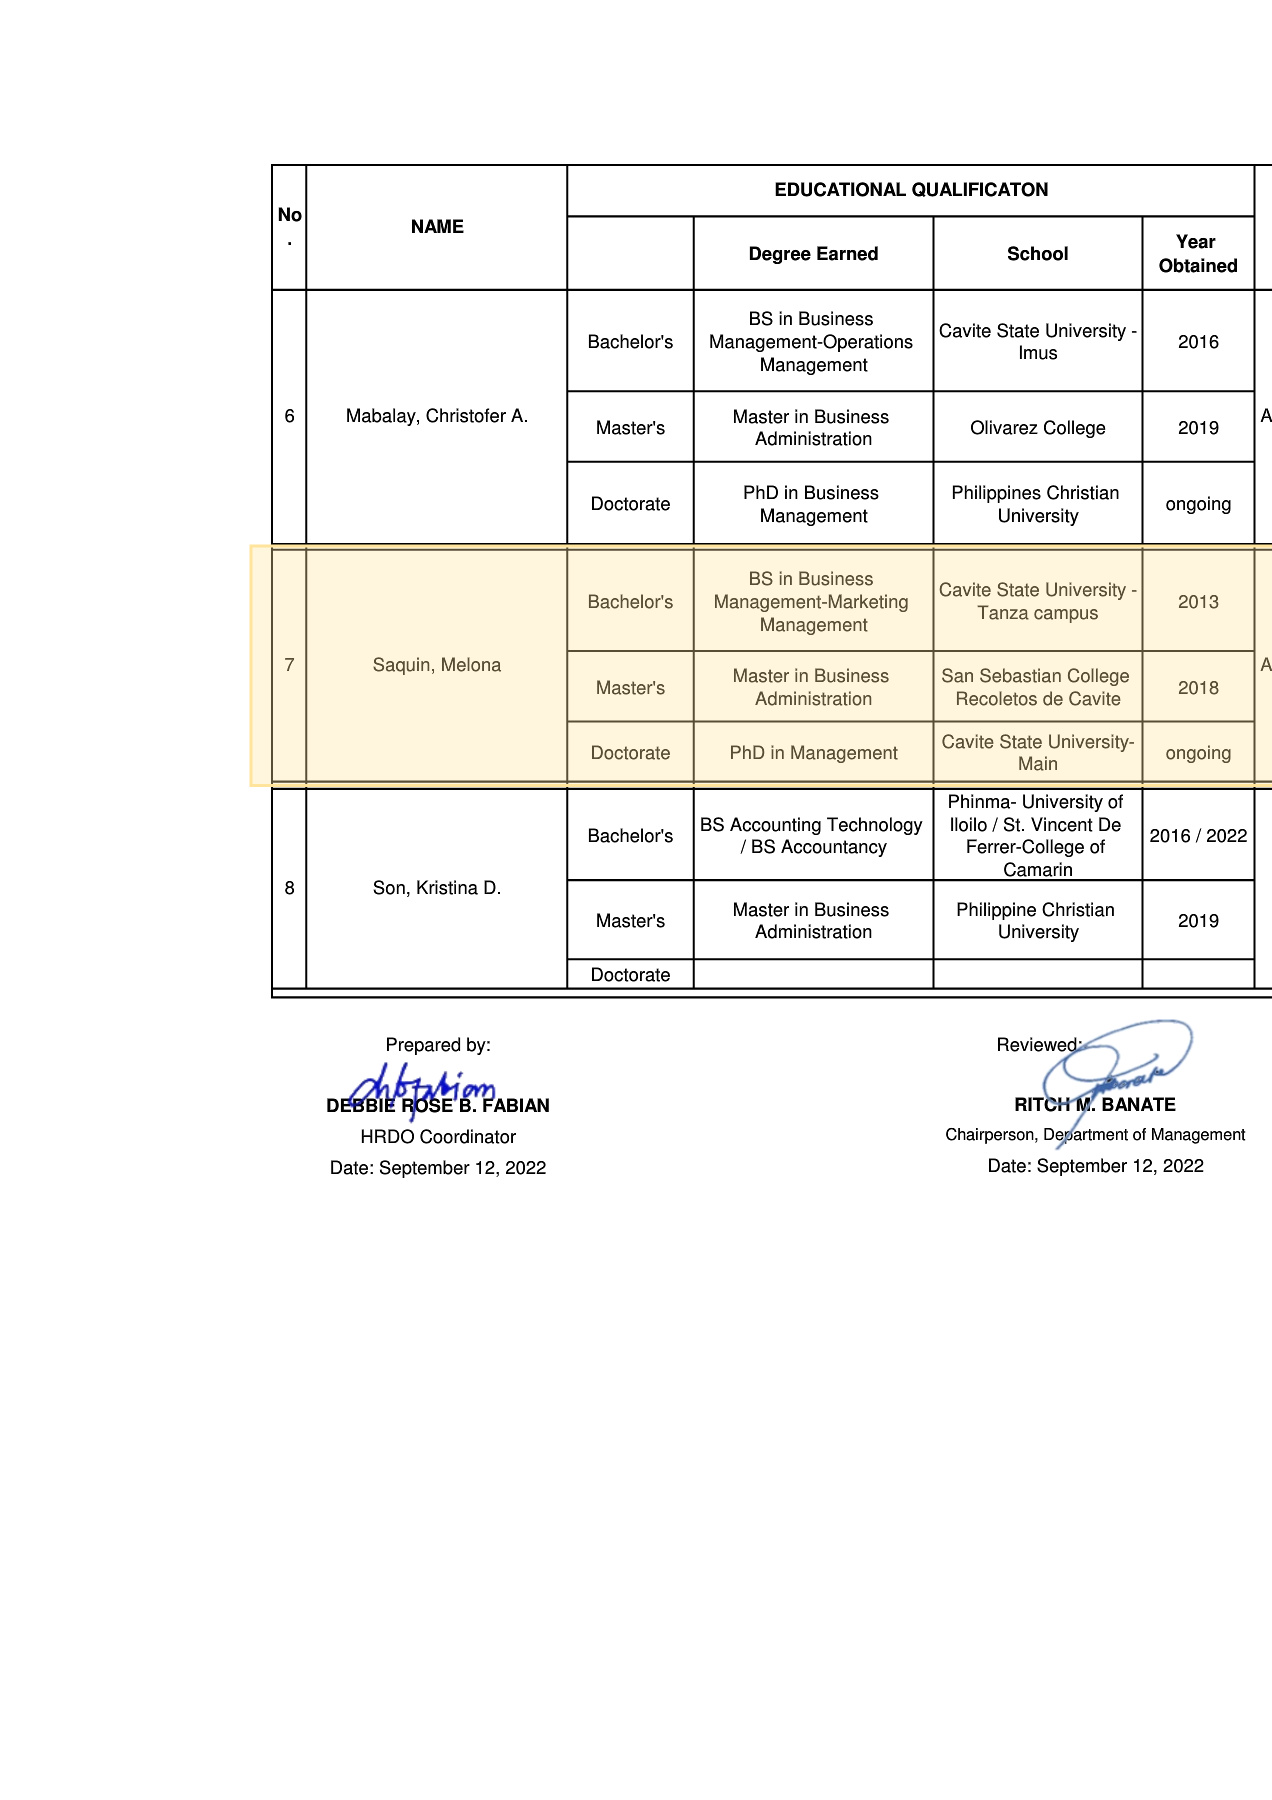 No
.
NAME
EDUCATIONAL QUALIFICATON
Degree Earned
School
Year
Obtained
6
Mabalay, Christofer A.
Bachelor's
BS in Business
Management-Operations
Management
Cavite State University -
Imus
2016
A
Master's
Master in Business
Administration
Olivarez College
2019
Doctorate
PhD in Business
Management
Philippines Christian
University
ongoing
7
Saquin, Melona
Bachelor's
BS in Business
Management-Marketing
Management
Cavite State University -
Tanza campus
2013
A
Master's
Master in Business
Administration
San Sebastian College
Recoletos de Cavite
2018
Doctorate
PhD in Management
Cavite State University-
Main
ongoing
8
Son, Kristina D.
Bachelor's
BS Accounting Technology
/ BS Accountancy
Phinma- University of
Iloilo / St. Vincent De
Ferrer-College of
Camarin
2016 / 2022
Master's
Master in Business
Administration
Philippine Christian
University
2019
Doctorate
Prepared by:
DEBBIE ROSE B. FABIAN
HRDO Coordinator
Date: September 12, 2022
Reviewed:
RITCH M. BANATE
Chairperson, Department of Management
Date: September 12, 2022